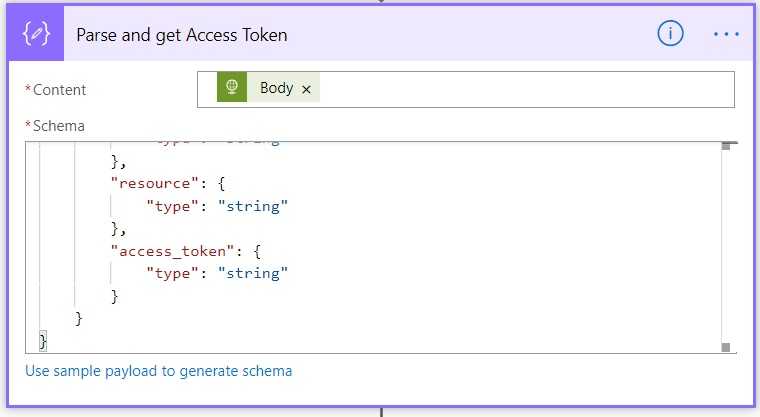 Parse and get Access Token
*Content
Body ×
*Schema
},
"resource": {
"type": "string"
},
"access_token": {
"type": "string"
}
}
}
Use sample payload to generate schema